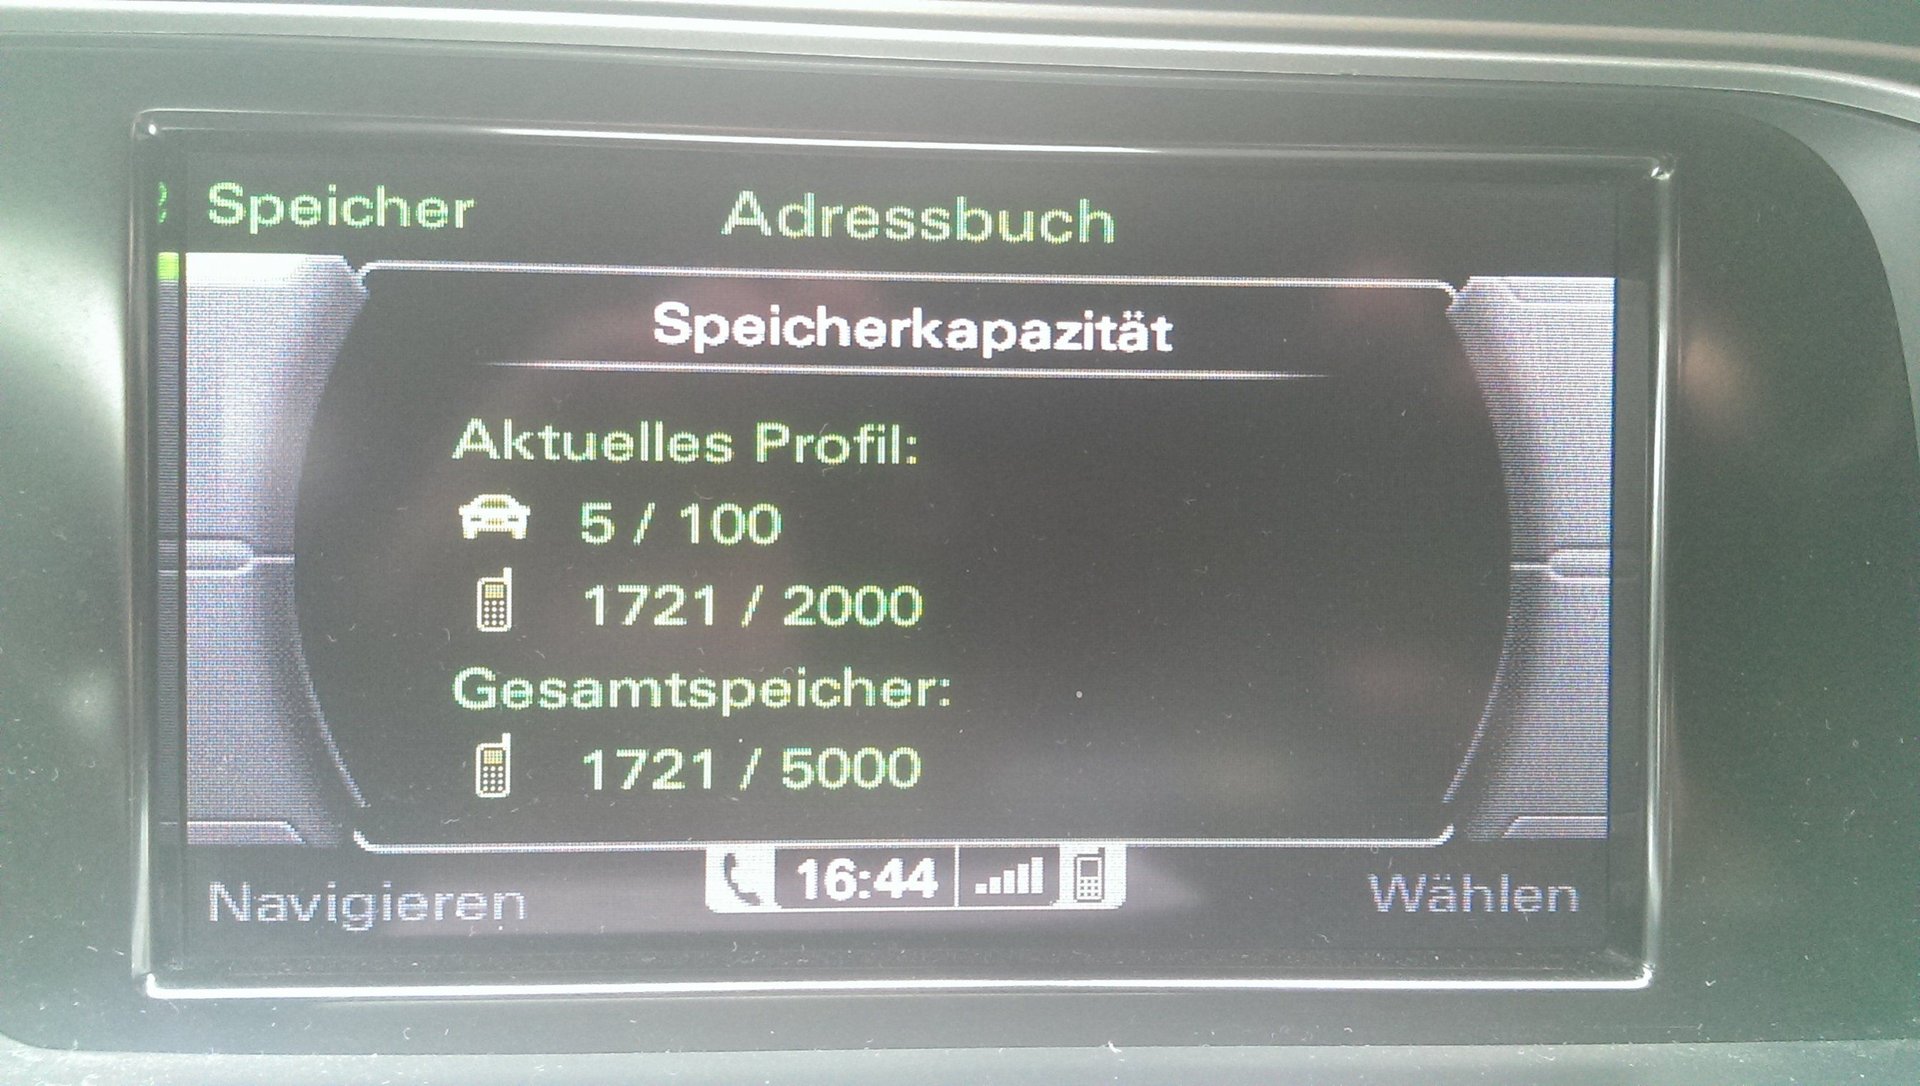 Speicher Adressbuch
Speicherkapazität
Aktuelles Profil:
5 / 100
1721 / 2000
Gesamtspeicher:
1721 / 5000
Navigieren 16:44 Wählen